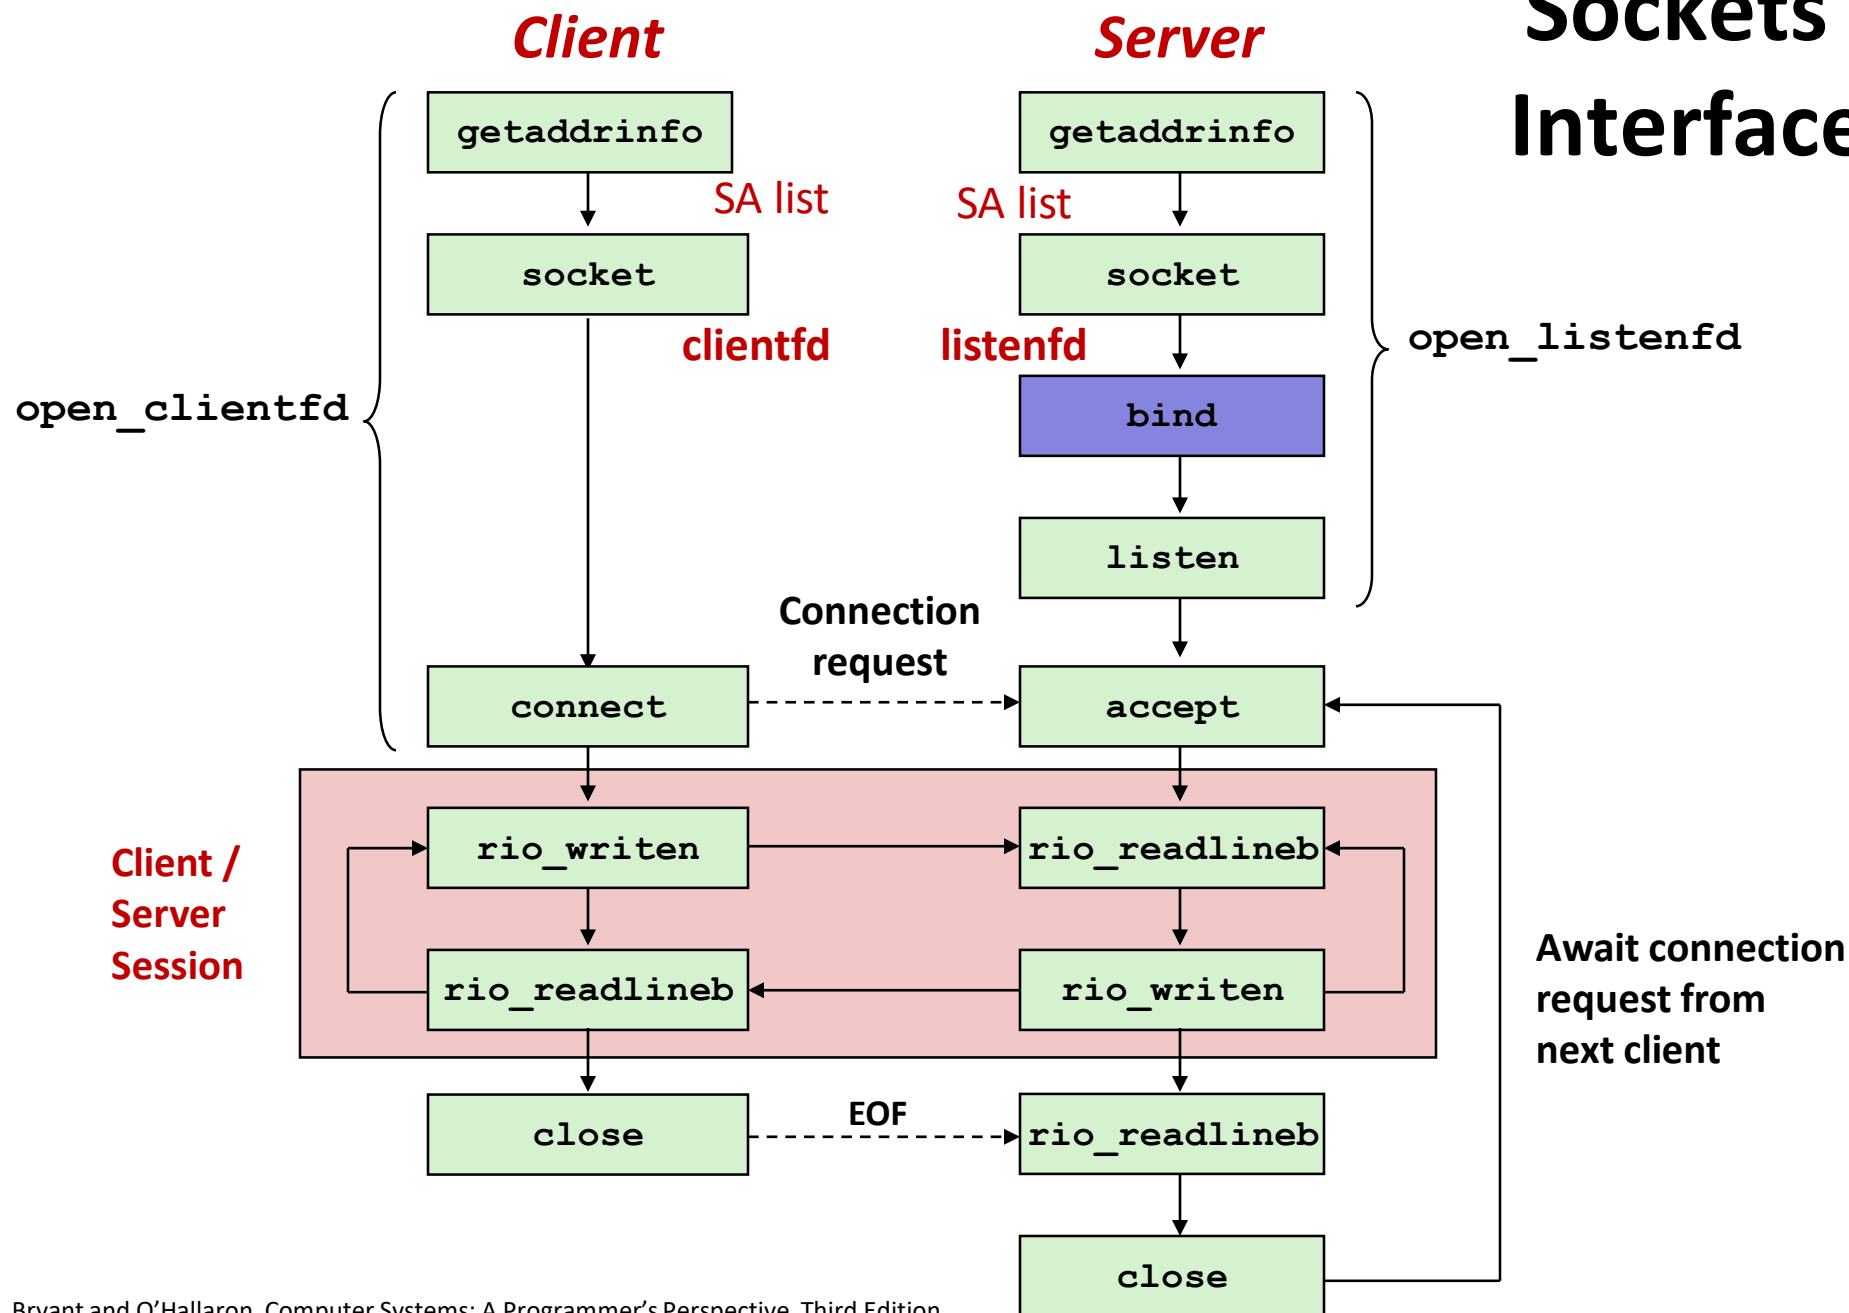 Sockets
Interface
Client
Server
getaddrinfo
getaddrinfo
SA list
SA list
socket
socket
clientfd
listenfd
open_listenfd
open_clientfd
bind
listen
Connection
request
connect
accept
Client /
Server
Session
rio_writen
rio_readlineb
rio_readlineb
rio_writen
Await connection
request from
next client
close
EOF
rio_readlineb
close
Bryant and O'Hallaron, Computer Systems: A Programmer's Perspective, Third Edition